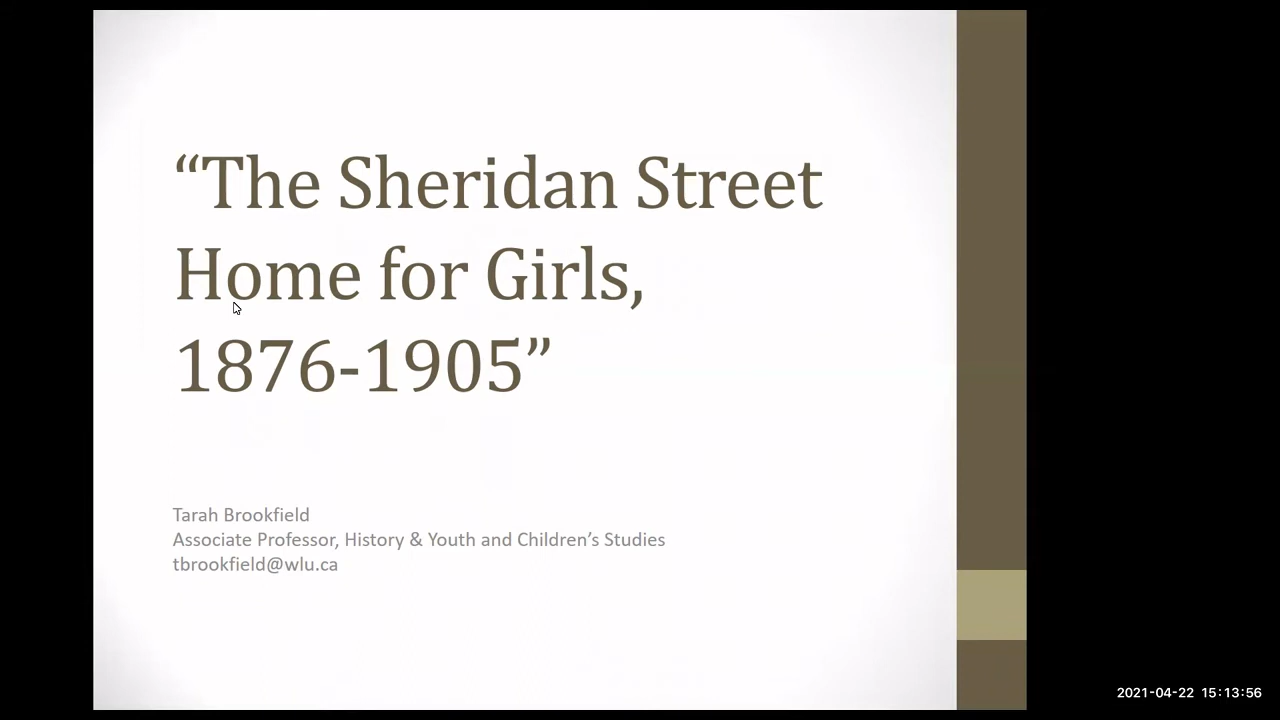 “The Sheridan Street
Home for Girls,
1876-1905”
Tarah Brookfield
Associate Professor, History & Youth and Children’s Studies
tbrookfield@wlu.ca
2021-04-22 15:13:56